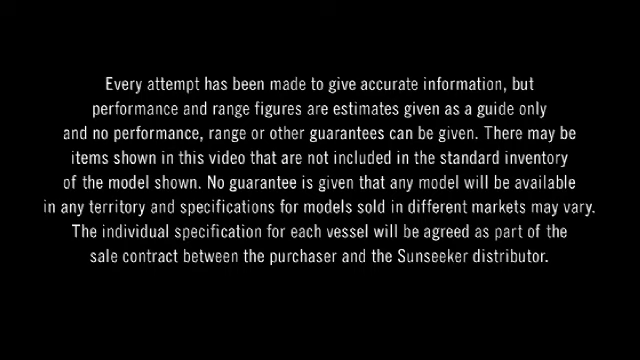 Every attempt has been made to give accurate information, but
performance and range figures are estimates given as a guide only
and no performance, range or other guarantees can be given. There may be
items shown in this video that are not included in the standard inventory
of the model shown. No guarantee is given that any model will be available
in any territory and specifications for models sold in different markets may vary.
The individual specification for each vessel will be agreed as part of the
sale contract between the purchaser and the Sunseeker distributor.